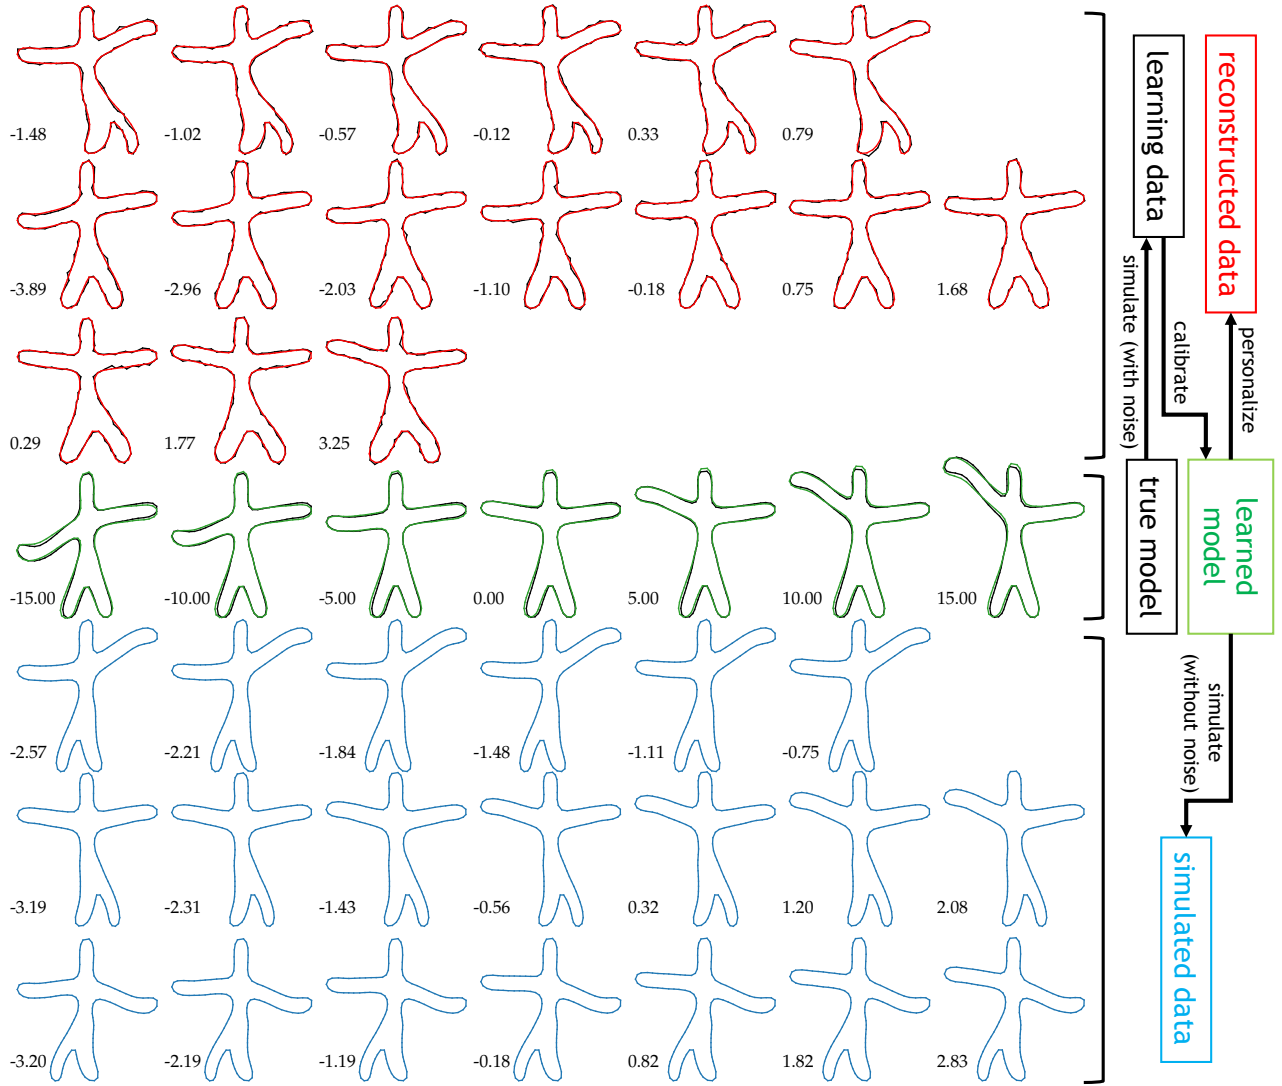 -1.48 -1.02 -0.57 -0.12 0.33 0.79
-3.89 -2.96 -2.03 -1.10 -0.18 0.75 1.68
0.29 1.77 3.25
-15.00 -10.00 -5.00 0.00 5.00 10.00 15.00
-2.57 -2.21 -1.84 -1.48 -1.11 -0.75
-3.19 -2.31 -1.43 -0.56 0.32 1.20 2.08
-3.20 -2.19 -1.19 -0.18 0.82 1.82 2.83
learning data
reconstructed data
simulate (with noise)
calibrate
personalize
true model
learned
model
simulate
(without noise)
simulated data